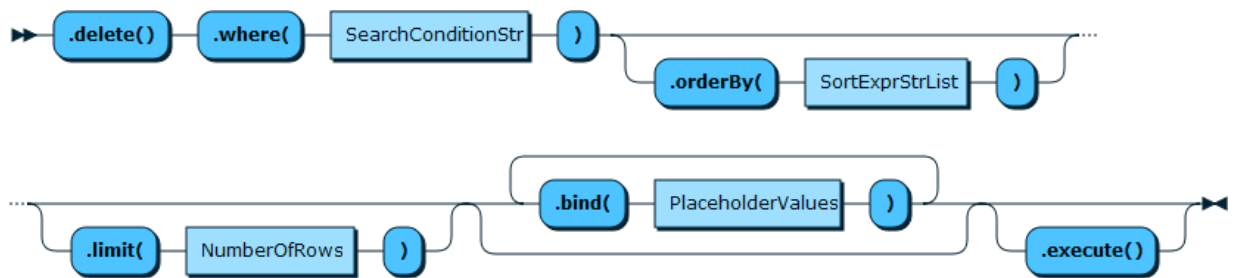 .delete() .where( SearchConditionStr )
.orderBy( SortExprStrList )
.bind( PlaceholderValues )
.limit( NumberOfRows )
.execute()